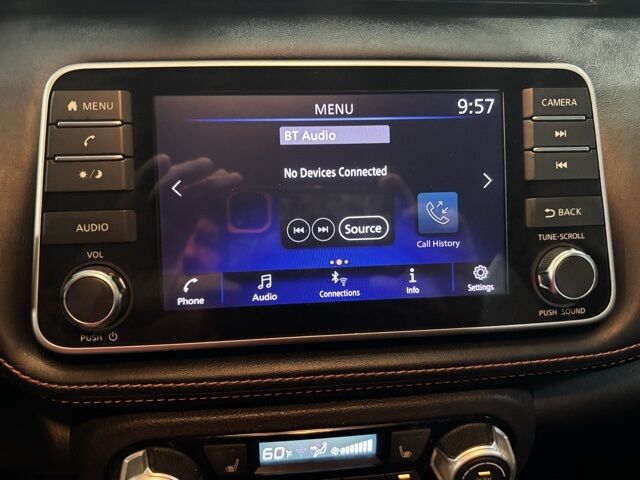 MENU
MENU
9:57
CAMERA
BT Audio
No Devices Connected
AUDIO
BACK
VOL
Source
Call History
TUNE-SCROLL
Phone
Audio
Connections
Info
Settings
PUSH
PUSH SOUND
60°F